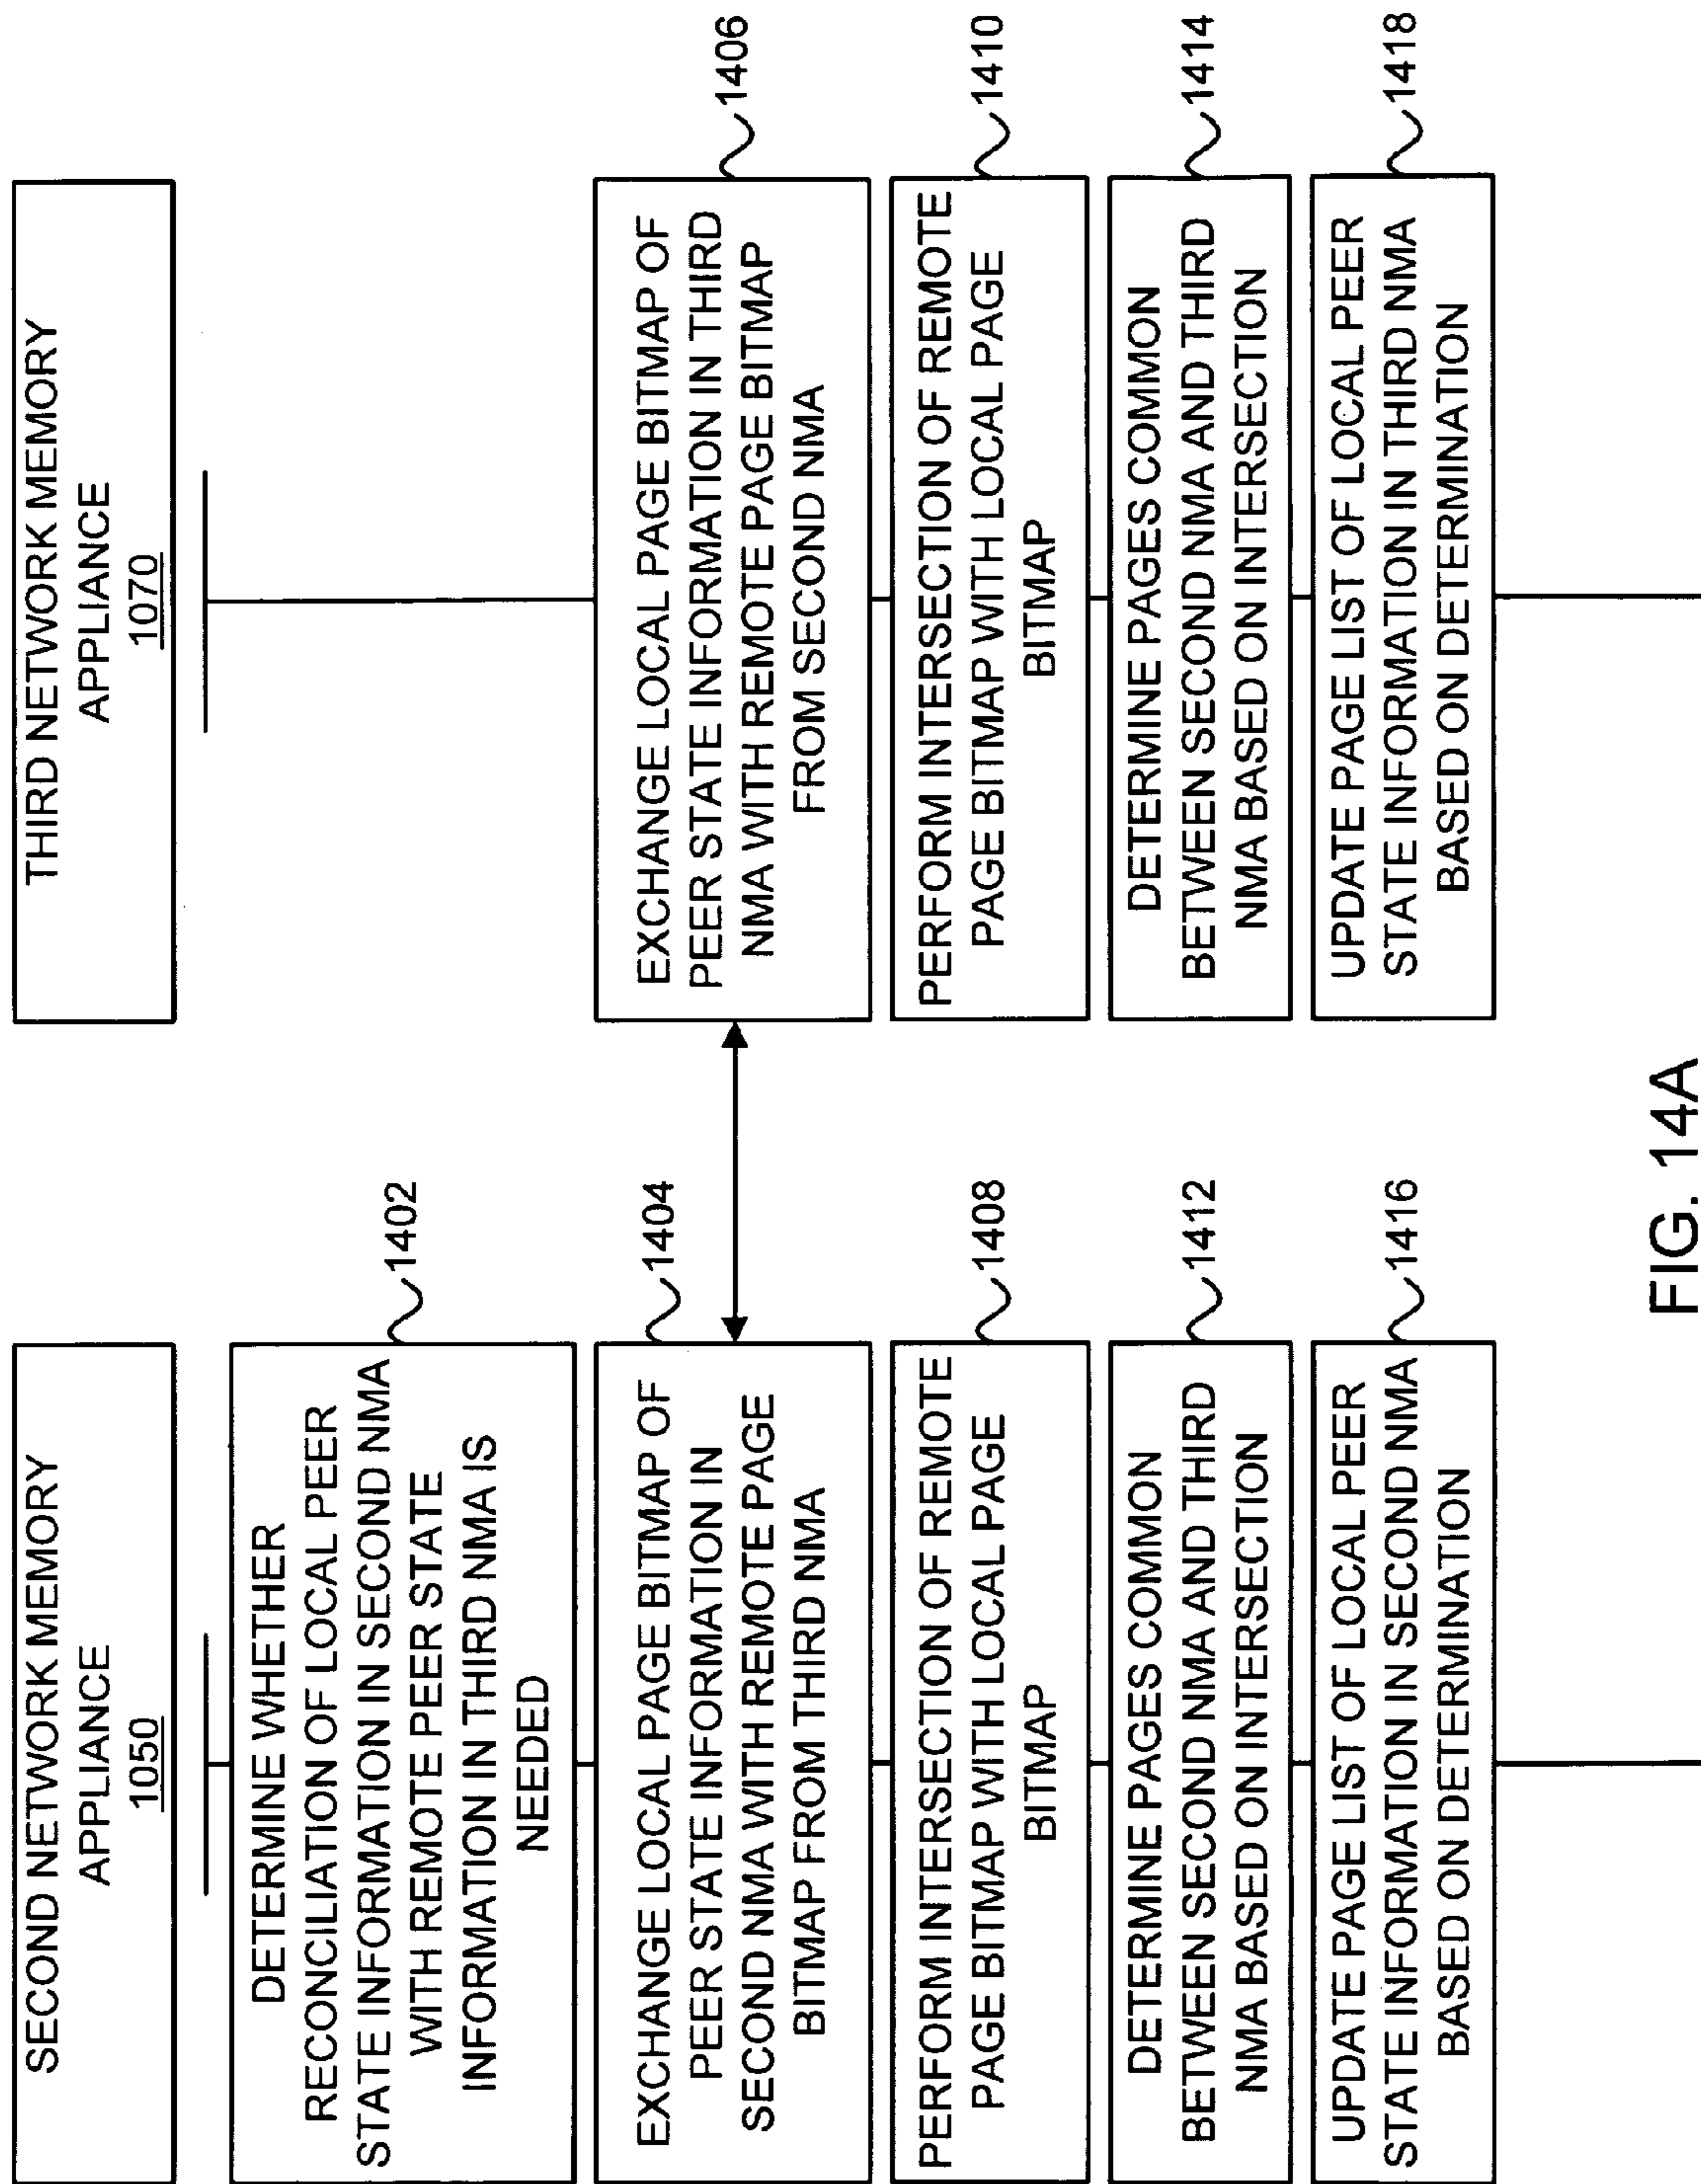 SECOND NETWORK MEMORY
APPLIANCE
1050
DETERMINE WHETHER
RECONCILIATION OF LOCAL PEER
STATE INFORMATION IN SECOND NMA
WITH REMOTE PEER STATE
INFORMATION IN THIRD NMA IS
NEEDED
1402
EXCHANGE LOCAL PAGE BITMAP OF
PEER STATE INFORMATION IN
SECOND NMA WITH REMOTE PAGE
BITMAP FROM THIRD NMA
1404
PERFORM INTERSECTION OF REMOTE
PAGE BITMAP WITH LOCAL PAGE
BITMAP
1408
DETERMINE PAGES COMMON
BETWEEN SECOND NMA AND THIRD
NMA BASED ON INTERSECTION
1412
UPDATE PAGE LIST OF LOCAL PEER
STATE INFORMATION IN SECOND NMA
BASED ON DETERMINATION
1416
THIRD NETWORK MEMORY
APPLIANCE
1070
EXCHANGE LOCAL PAGE BITMAP OF
PEER STATE INFORMATION IN THIRD
NMA WITH REMOTE PAGE BITMAP
FROM SECOND NMA
1406
PERFORM INTERSECTION OF REMOTE
PAGE BITMAP WITH LOCAL PAGE
BITMAP
1410
DETERMINE PAGES COMMON
BETWEEN SECOND NMA AND THIRD
NMA BASED ON INTERSECTION
1414
UPDATE PAGE LIST OF LOCAL PEER
STATE INFORMATION IN THIRD NMA
BASED ON DETERMINATION
1418
FIG. 14A